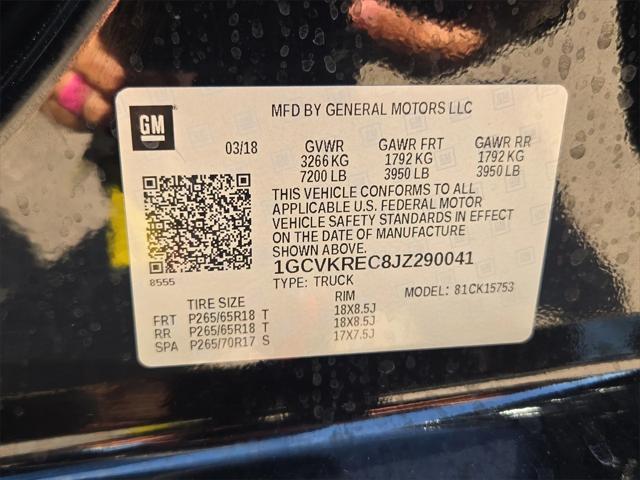 GM
MFD BY GENERAL MOTORS LLC
03/18 GVWR GAWR FRT GAWR RR
3266 KG 1792 KG 1792 KG
7200 LB 3950 LB 3950 LB
THIS VEHICLE CONFORMS TO ALL
APPLICABLE U.S. FEDERAL MOTOR
VEHICLE SAFETY STANDARDS IN EFFECT
ON THE DATE OF MANUFACTURE
SHOWN ABOVE.
8555
1GCVKREC8JZ290041
TYPE: TRUCK MODEL: 81CK15753
TIRE SIZE RIM
FRT P265/65R18 T 18X8.5J
RR P265/65R18 T 18X8.5J
SPA P265/70R17 S 17X7.5J